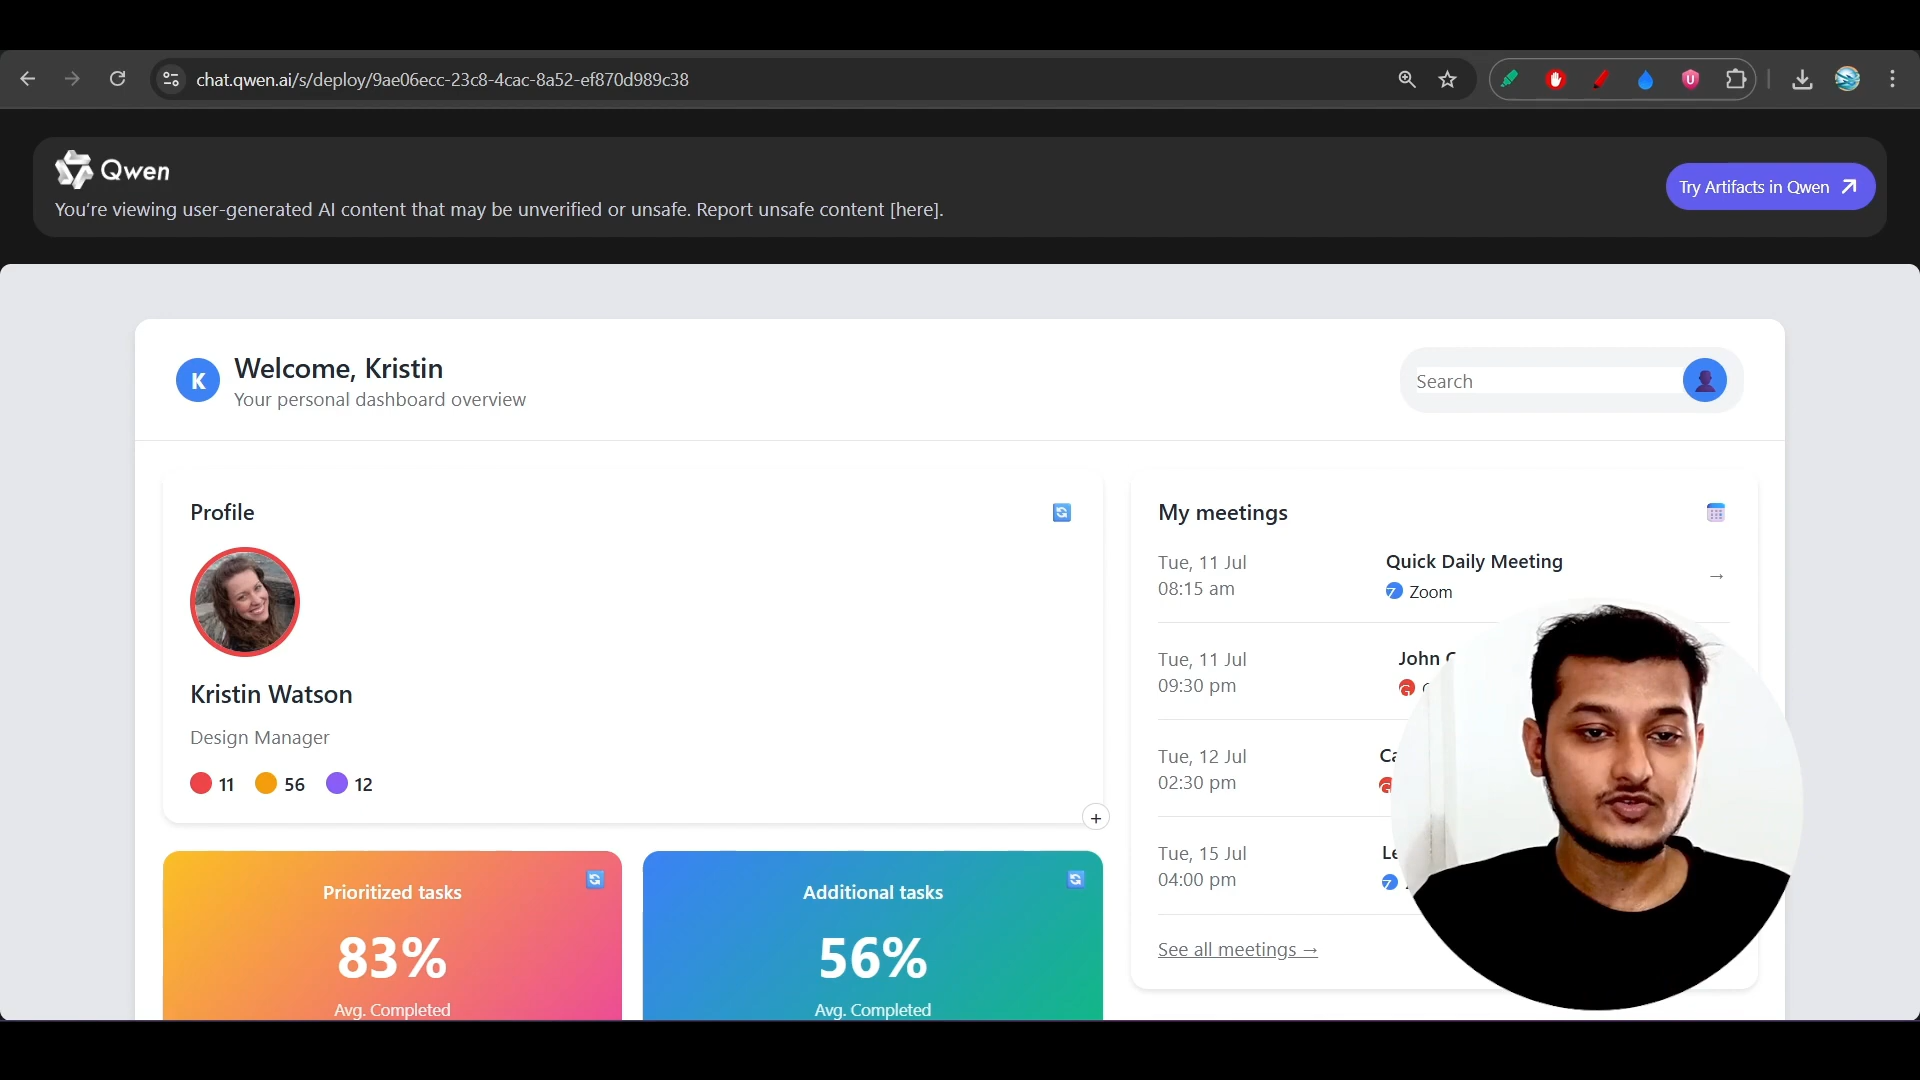 chat.qwen.ai/s/deploy/9ae06ecc-23c8-4cac-8a52-ef870d989c38
Qwen
You're viewing user-generated AI content that may be unverified or unsafe. Report unsafe content [here].
Try Artifacts in Qwen
K
Welcome, Kristin
Your personal dashboard overview
Search
Profile
Kristin Watson
Design Manager
11 56 12
+
Prioritized tasks
83%
Avg. Completed
Additional tasks
56%
Avg. Completed
My meetings
Tue, 11 Jul
08:15 am
Quick Daily Meeting
Z Zoom
→
Tue, 11 Jul
09:30 pm
John
G
Tue, 12 Jul
02:30 pm
Ca
G
Tue, 15 Jul
04:00 pm
Le
Z
See all meetings →